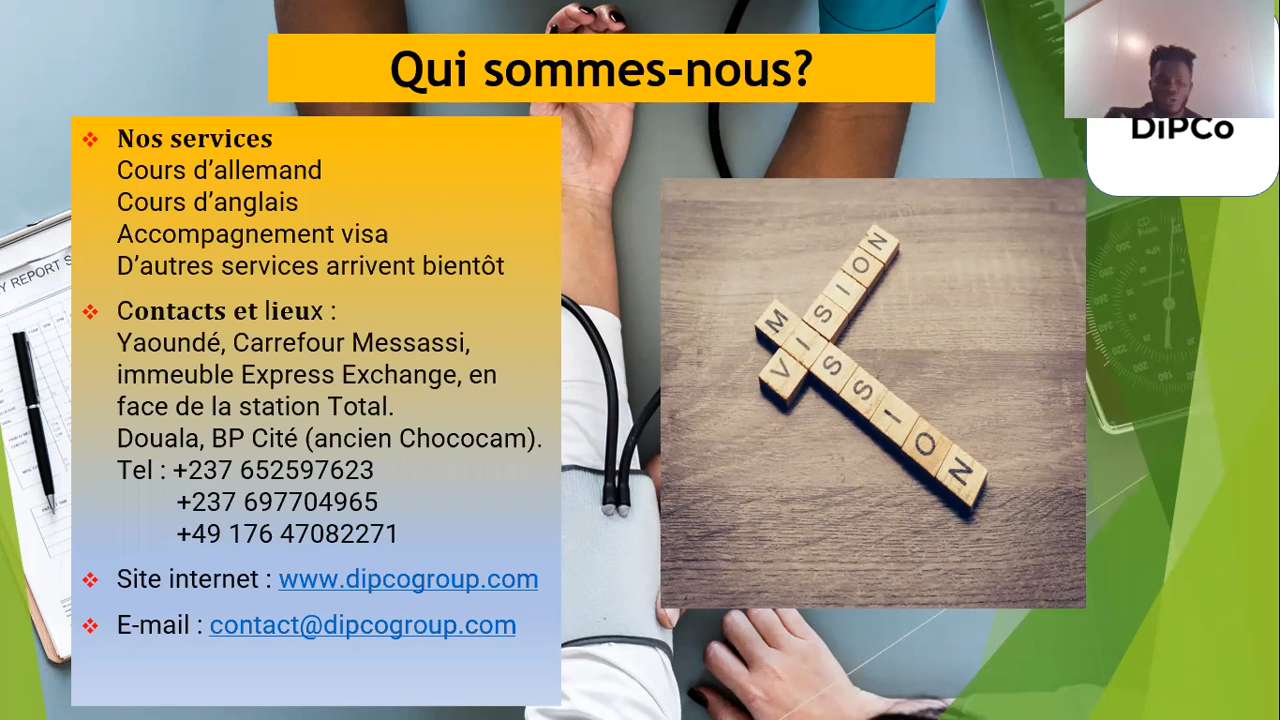 Qui sommes-nous?
DiPCo
Nos services
Cours d’allemand
Cours d’anglais
Accompagnement visa
D’autres services arrivent bientôt
Contacts et lieux :
Yaoundé, Carrefour Messassi,
immeuble Express Exchange, en
face de la station Total.
Douala, BP Cité (ancien Chococam).
Tel : +237 652597623
+237 697704965
+49 176 47082271
Site internet : www.dipcogroup.com
E-mail : contact@dipcogroup.com
VISION
MISSION
REPORT